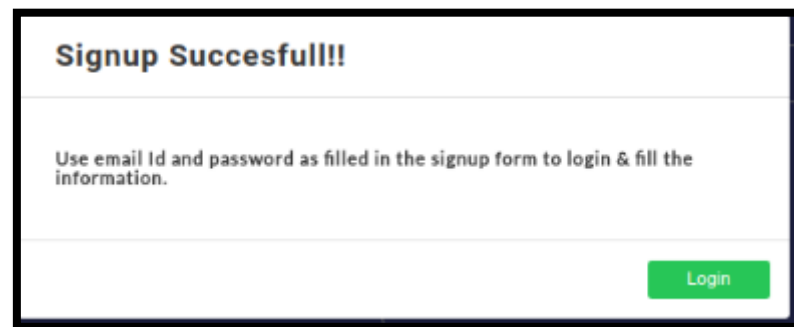 Signup Succesfull!!
Use email Id and password as filled in the signup form to login & fill the
information.
Login